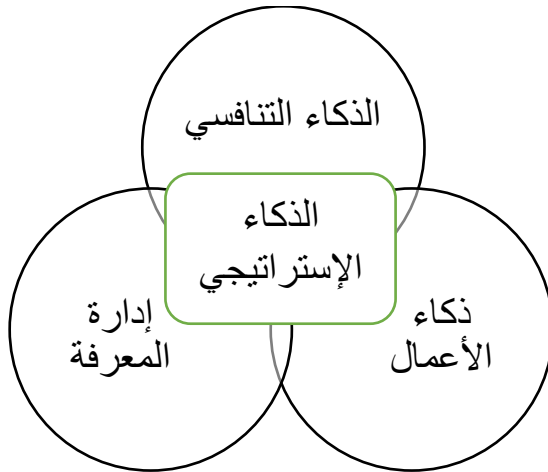 الذكاء التنافسي
الذكاء
الإستراتيجي
ذكاء
الأعمال
إدارة
المعرفة